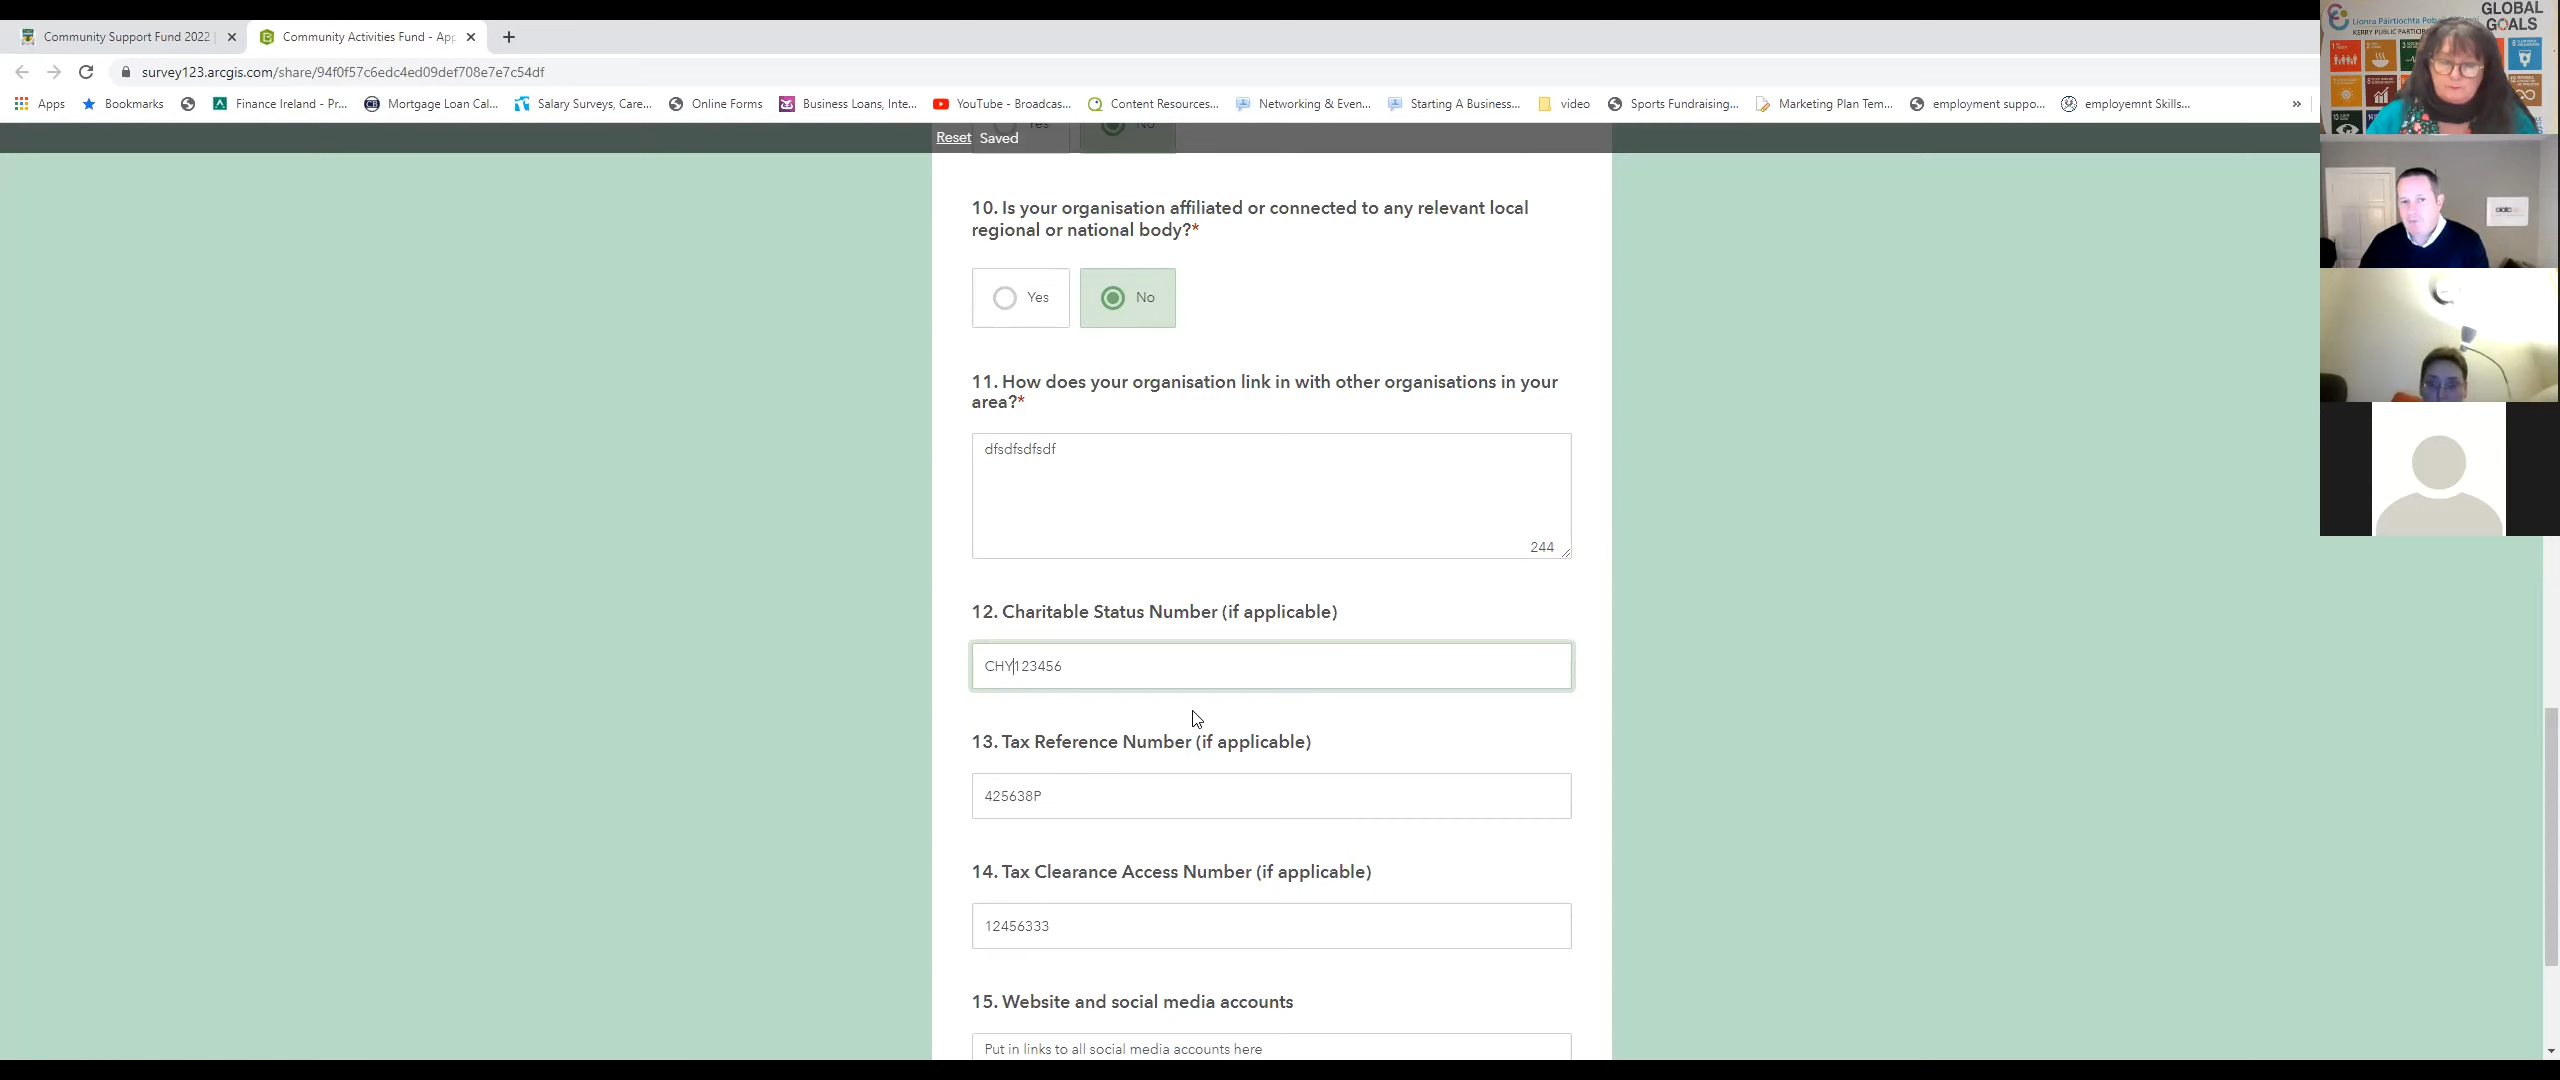 Community Support Fund 2022 |
Community Activities Fund - App
survey123.arcgis.com/share/94f0f57c6edc4ed09def708e7e7c54df
Apps
Bookmarks
Finance Ireland - Pr...
Mortgage Loan Cal...
Salary Surveys, Care...
Online Forms
Business Loans, Inte...
YouTube - Broadcas...
Content Resources...
Networking & Even...
Starting A Business...
video
Sports Fundraising...
Marketing Plan Tem...
employment suppo...
employemnt Skills...
»
Yes
No
Reset Saved
10. Is your organisation affiliated or connected to any relevant local
regional or national body?*
Yes
No
11. How does your organisation link in with other organisations in your
area?*
dfsdfsdfsdf
244
12. Charitable Status Number (if applicable)
CHY123456
13. Tax Reference Number (if applicable)
425638P
14. Tax Clearance Access Number (if applicable)
12456333
15. Website and social media accounts
Put in links to all social media accounts here
Líonra Páirtíochta
KERRY PUBLIC
GLOBAL
GOALS